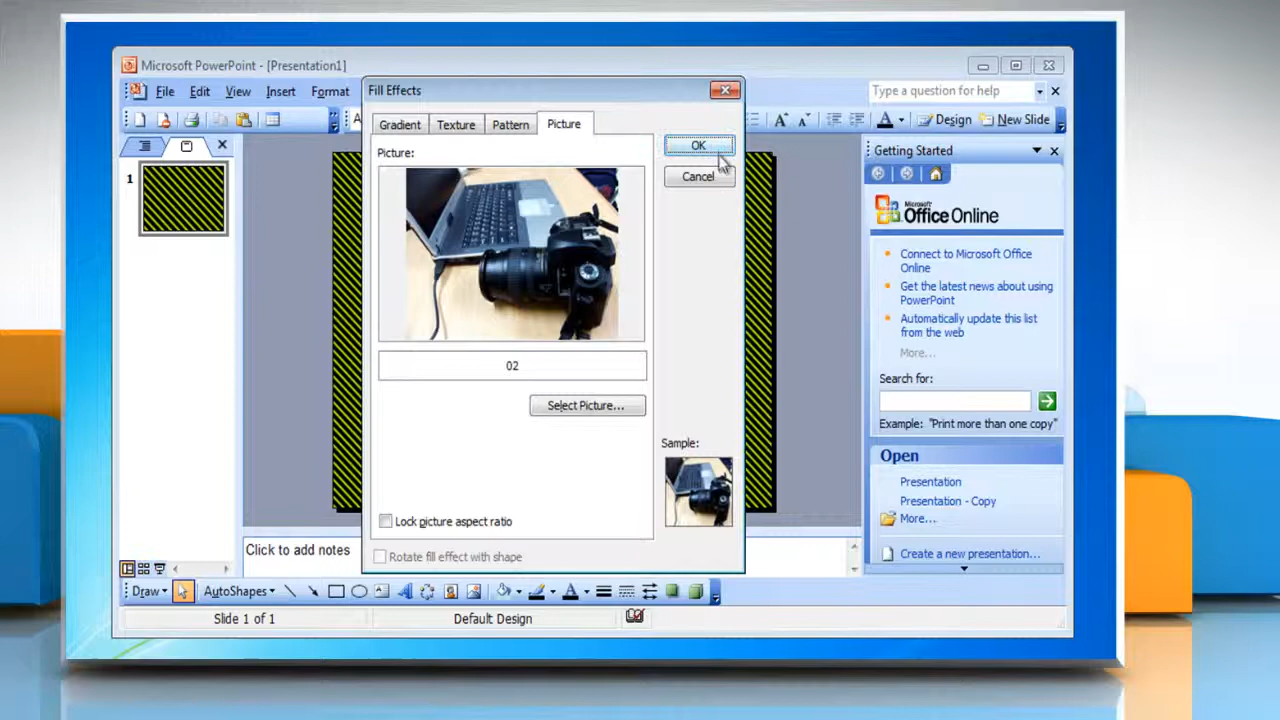 Microsoft PowerPoint - [Presentation1]
File Edit View Insert Format
Type a question for help
A
Design
New Slide
Fill Effects
Gradient Texture Pattern Picture
Picture:
OK
Cancel
02
Select Picture...
Sample:
Lock picture aspect ratio
Rotate fill effect with shape
1
Getting Started
Microsoft
Office Online
Connect to Microsoft Office
Online
Get the latest news about using
PowerPoint
Automatically update this list
from the web
More...
Search for:
Example: "Print more than one copy"
Open
Presentation
Presentation - Copy
More...
Create a new presentation...
Click to add notes
Draw AutoShapes
Slide 1 of 1
Default Design